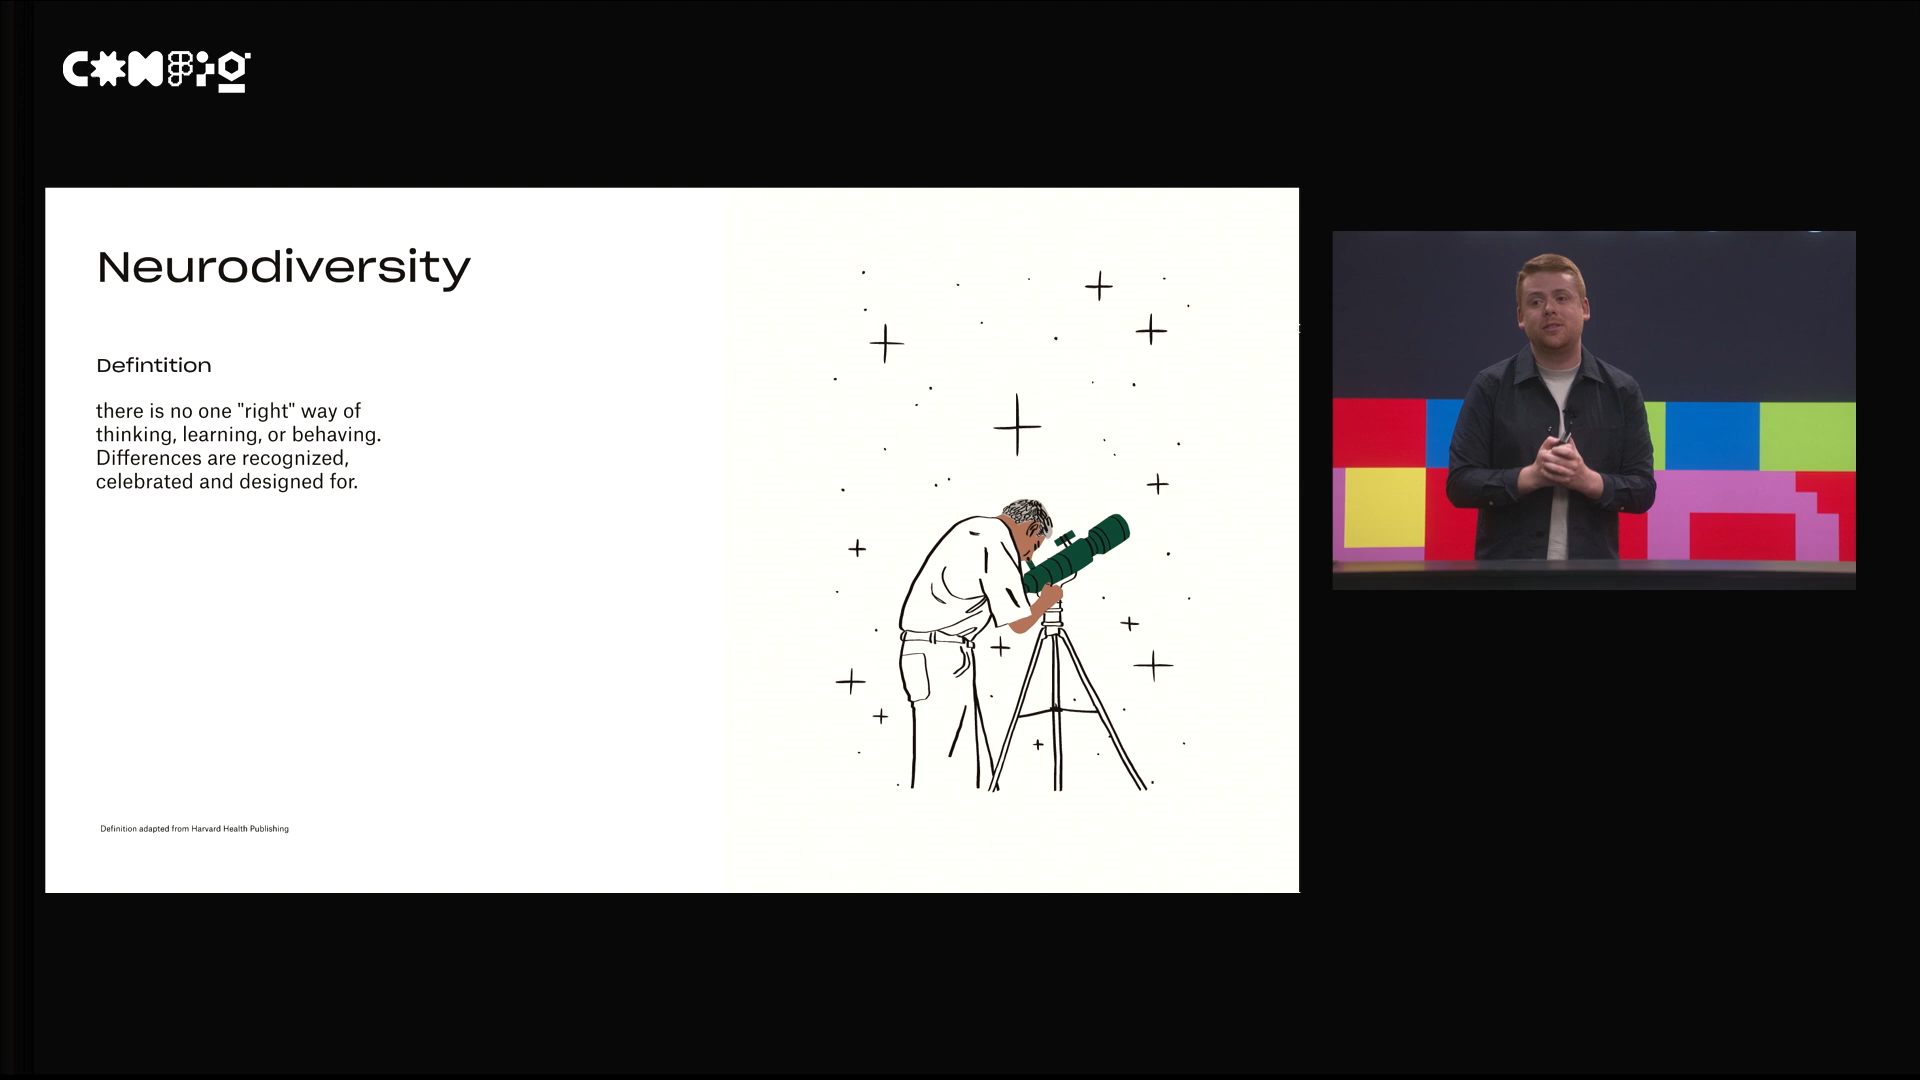 CONFIG
Neurodiversity
Defintition
there is no one "right" way of
thinking, learning, or behaving.
Differences are recognized,
celebrated and designed for.
Definition adapted from Harvard Health Publishing